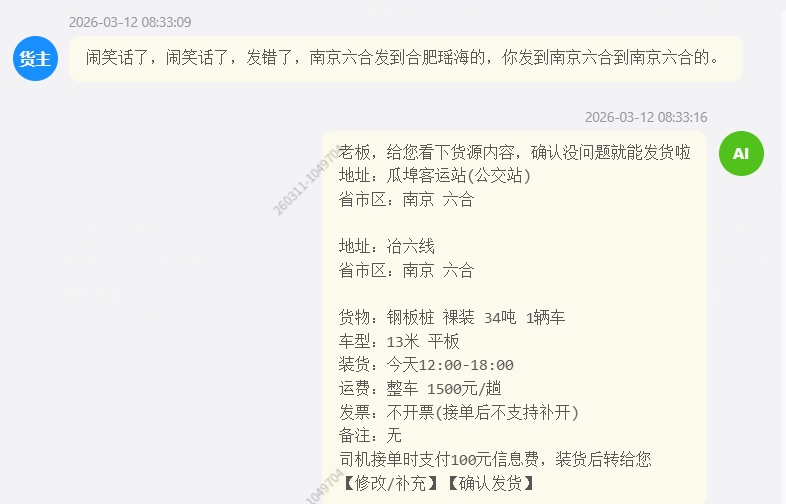 2026-03-12 08:33:09
货主
闹笑话了，闹笑话了，发错了，南京六合发到合肥瑶海的，你发到南京六合到南京六合的。
2026-03-12 08:33:16
AI
老板，给您看下货源内容，确认没问题就能发货啦
地址：瓜埠客运站(公交站)
省市区：南京 六合
地址：冶六线
省市区：南京 六合
货物：钢板桩 裸装 34吨 1辆车
车型：13米 平板
装货：今天12:00-18:00
运费：整车 1500元/趟
发票：不开票(接单后不支持补开)
备注：无
司机接单时支付100元信息费，装货后转给您
【修改/补充】【确认发货】
260311-1049704
1049704